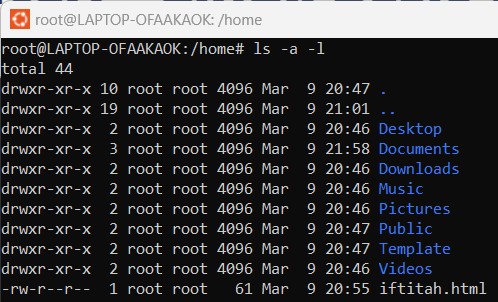 root@LAPTOP-OFAAKAOK: /home
root@LAPTOP-OFAAKAOK:/home# ls -a -l
total 44
drwxr-xr-x 10 root root 4096 Mar  9 20:47 .
drwxr-xr-x 19 root root 4096 Mar  9 21:01 ..
drwxr-xr-x  2 root root 4096 Mar  9 20:46 Desktop
drwxr-xr-x  3 root root 4096 Mar  9 21:58 Documents
drwxr-xr-x  2 root root 4096 Mar  9 20:46 Downloads
drwxr-xr-x  2 root root 4096 Mar  9 20:46 Music
drwxr-xr-x  2 root root 4096 Mar  9 20:46 Pictures
drwxr-xr-x  2 root root 4096 Mar  9 20:47 Public
drwxr-xr-x  2 root root 4096 Mar  9 20:47 Template
drwxr-xr-x  2 root root 4096 Mar  9 20:46 Videos
-rw-r--r--  1 root root   61 Mar  9 20:55 iftitah.html